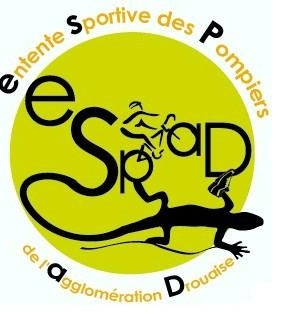 entente Sportive des Pompiers
eSpaD
de l'agglomération Drouaise